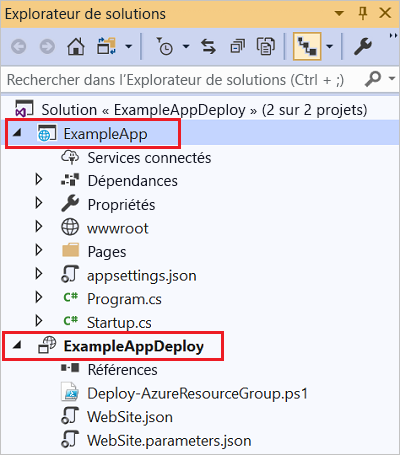 Explorateur de solutions
Rechercher dans l'Explorateur de solutions (Ctrl + ;)
Solution « ExampleAppDeploy » (2 sur 2 projets)
ExampleApp
Services connectés
Dépendances
Propriétés
wwwroot
Pages
appsettings.json
C# Program.cs
C# Startup.cs
ExampleAppDeploy
Références
Deploy-AzureResourceGroup.ps1
WebSite.json
WebSite.parameters.json